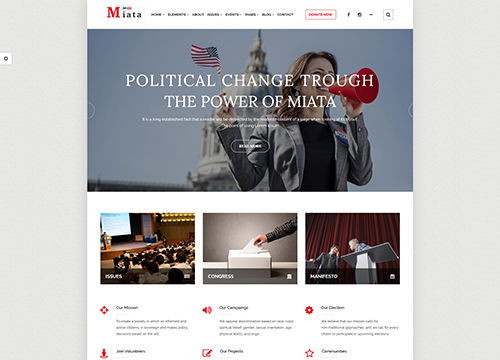 Miata
HOME ELEMENTS ABOUT ISSUES EVENTS PAGES BLOG CONTACT DONATE NOW
POLITICAL CHANGE TROUGH
THE POWER OF MIATA
It is a long established fact that a reader will be distracted by the readable content of a page when looking at its layout.
The point of using Lorem Ipsum.
READ MORE
ISSUES CONGRESS MANIFESTO
Our Mission Our Campaings Our Election
To create a society in which an informed and
active citizenry, is sovereign and makes policy
decisions based on the will.
We oppose discrimination based on race, color,
spiritual belief, gender, sexual orientation, age,
physical ability, and origin.
We believe that our mission calls for
non-traditional approaches, and we call for every
citizen to participate in upcoming elections.
Join Volunteers Our Projects Communities